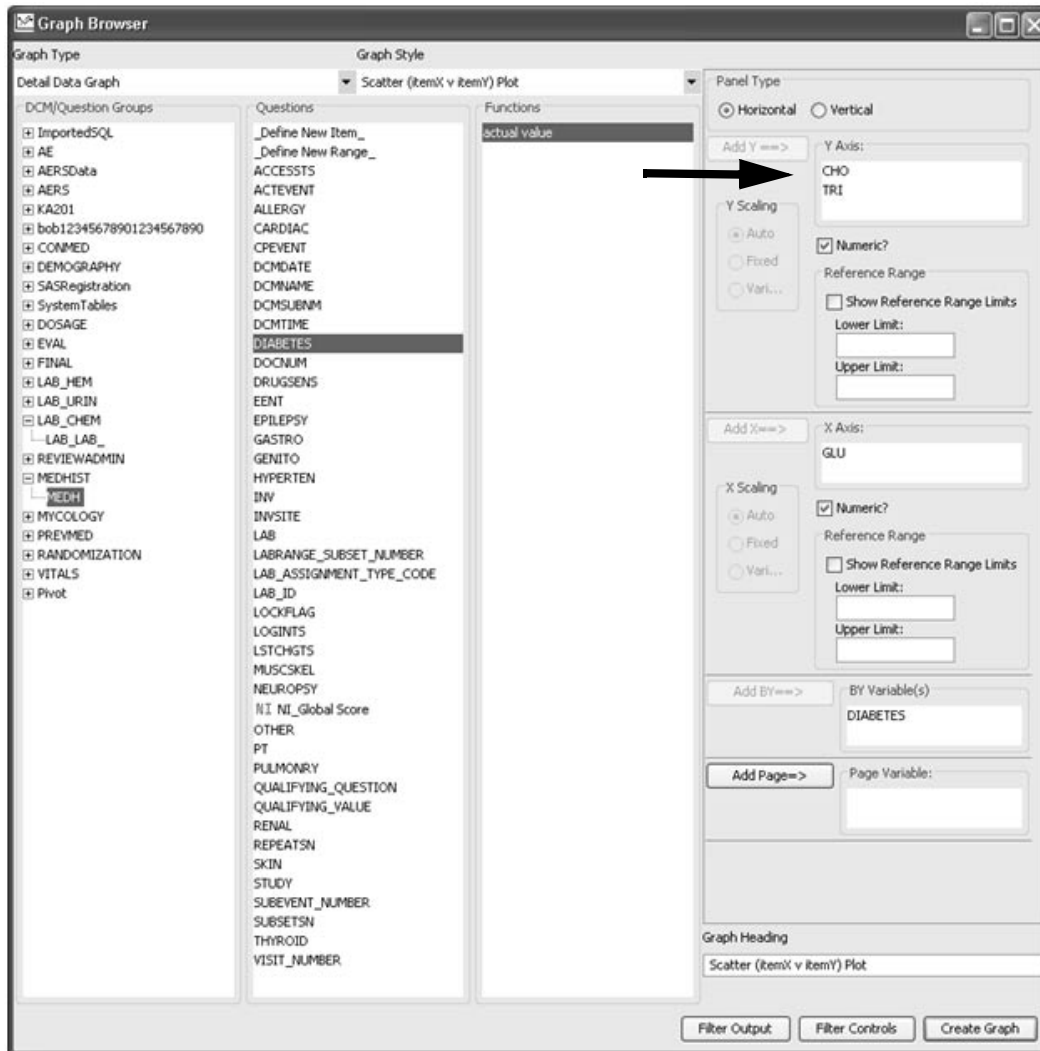 Graph Browser
Graph Type
Graph Style
Detail Data Graph
Scatter (itemX v itemY) Plot
DCM/Question Groups
ImportedSQL
AE
AERSData
AERS
KA201
bob12345678901234567890
CONMED
DEMOGRAPHY
SASRegistration
SystemTables
DOSAGE
EVAL
FINAL
LAB_HEM
LAB_URIN
LAB_CHEM
LAB_LAB_
REVIEWADMIN
MEDHIST
MEDH
MYCOLOGY
PREVMED
RANDOMIZATION
VITALS
Pivot
Questions
_Define New Item_
_Define New Range_
ACCESSTS
ACTEVENT
ALLERGY
CARDIAC
CPEVENT
DCMDATE
DCMNAME
DCMSUBNM
DCMTIME
DIABETES
DOCNUM
DRUGSENS
EENT
EPILEPSY
GASTRO
GENITO
HYPERTEN
INV
INVSITE
LAB
LABRANGE_SUBSET_NUMBER
LAB_ASSIGNMENT_TYPE_CODE
LAB_ID
LOCKFLAG
LOGINTS
LSTCHGTS
MUSCSKEL
NEUROPSY
NI NI_Global Score
OTHER
PT
PULMONRY
QUALIFYING_QUESTION
QUALIFYING_VALUE
RENAL
REPEATSN
SKIN
STUDY
SUBEVENT_NUMBER
SUBSETSN
THYROID
VISIT_NUMBER
Functions
actual value
Panel Type
Horizontal Vertical
Add Y ==>
Y Axis:
CHO
TRI
Y Scaling
Auto
Fixed
Vari...
Numeric?
Reference Range
Show Reference Range Limits
Lower Limit:
Upper Limit:
Add X==>
X Axis:
GLU
X Scaling
Auto
Fixed
Vari...
Numeric?
Reference Range
Show Reference Range Limits
Lower Limit:
Upper Limit:
Add BY==>
BY Variable(s)
DIABETES
Add Page=>
Page Variable:
Graph Heading
Scatter (itemX v itemY) Plot
Filter Output
Filter Controls
Create Graph